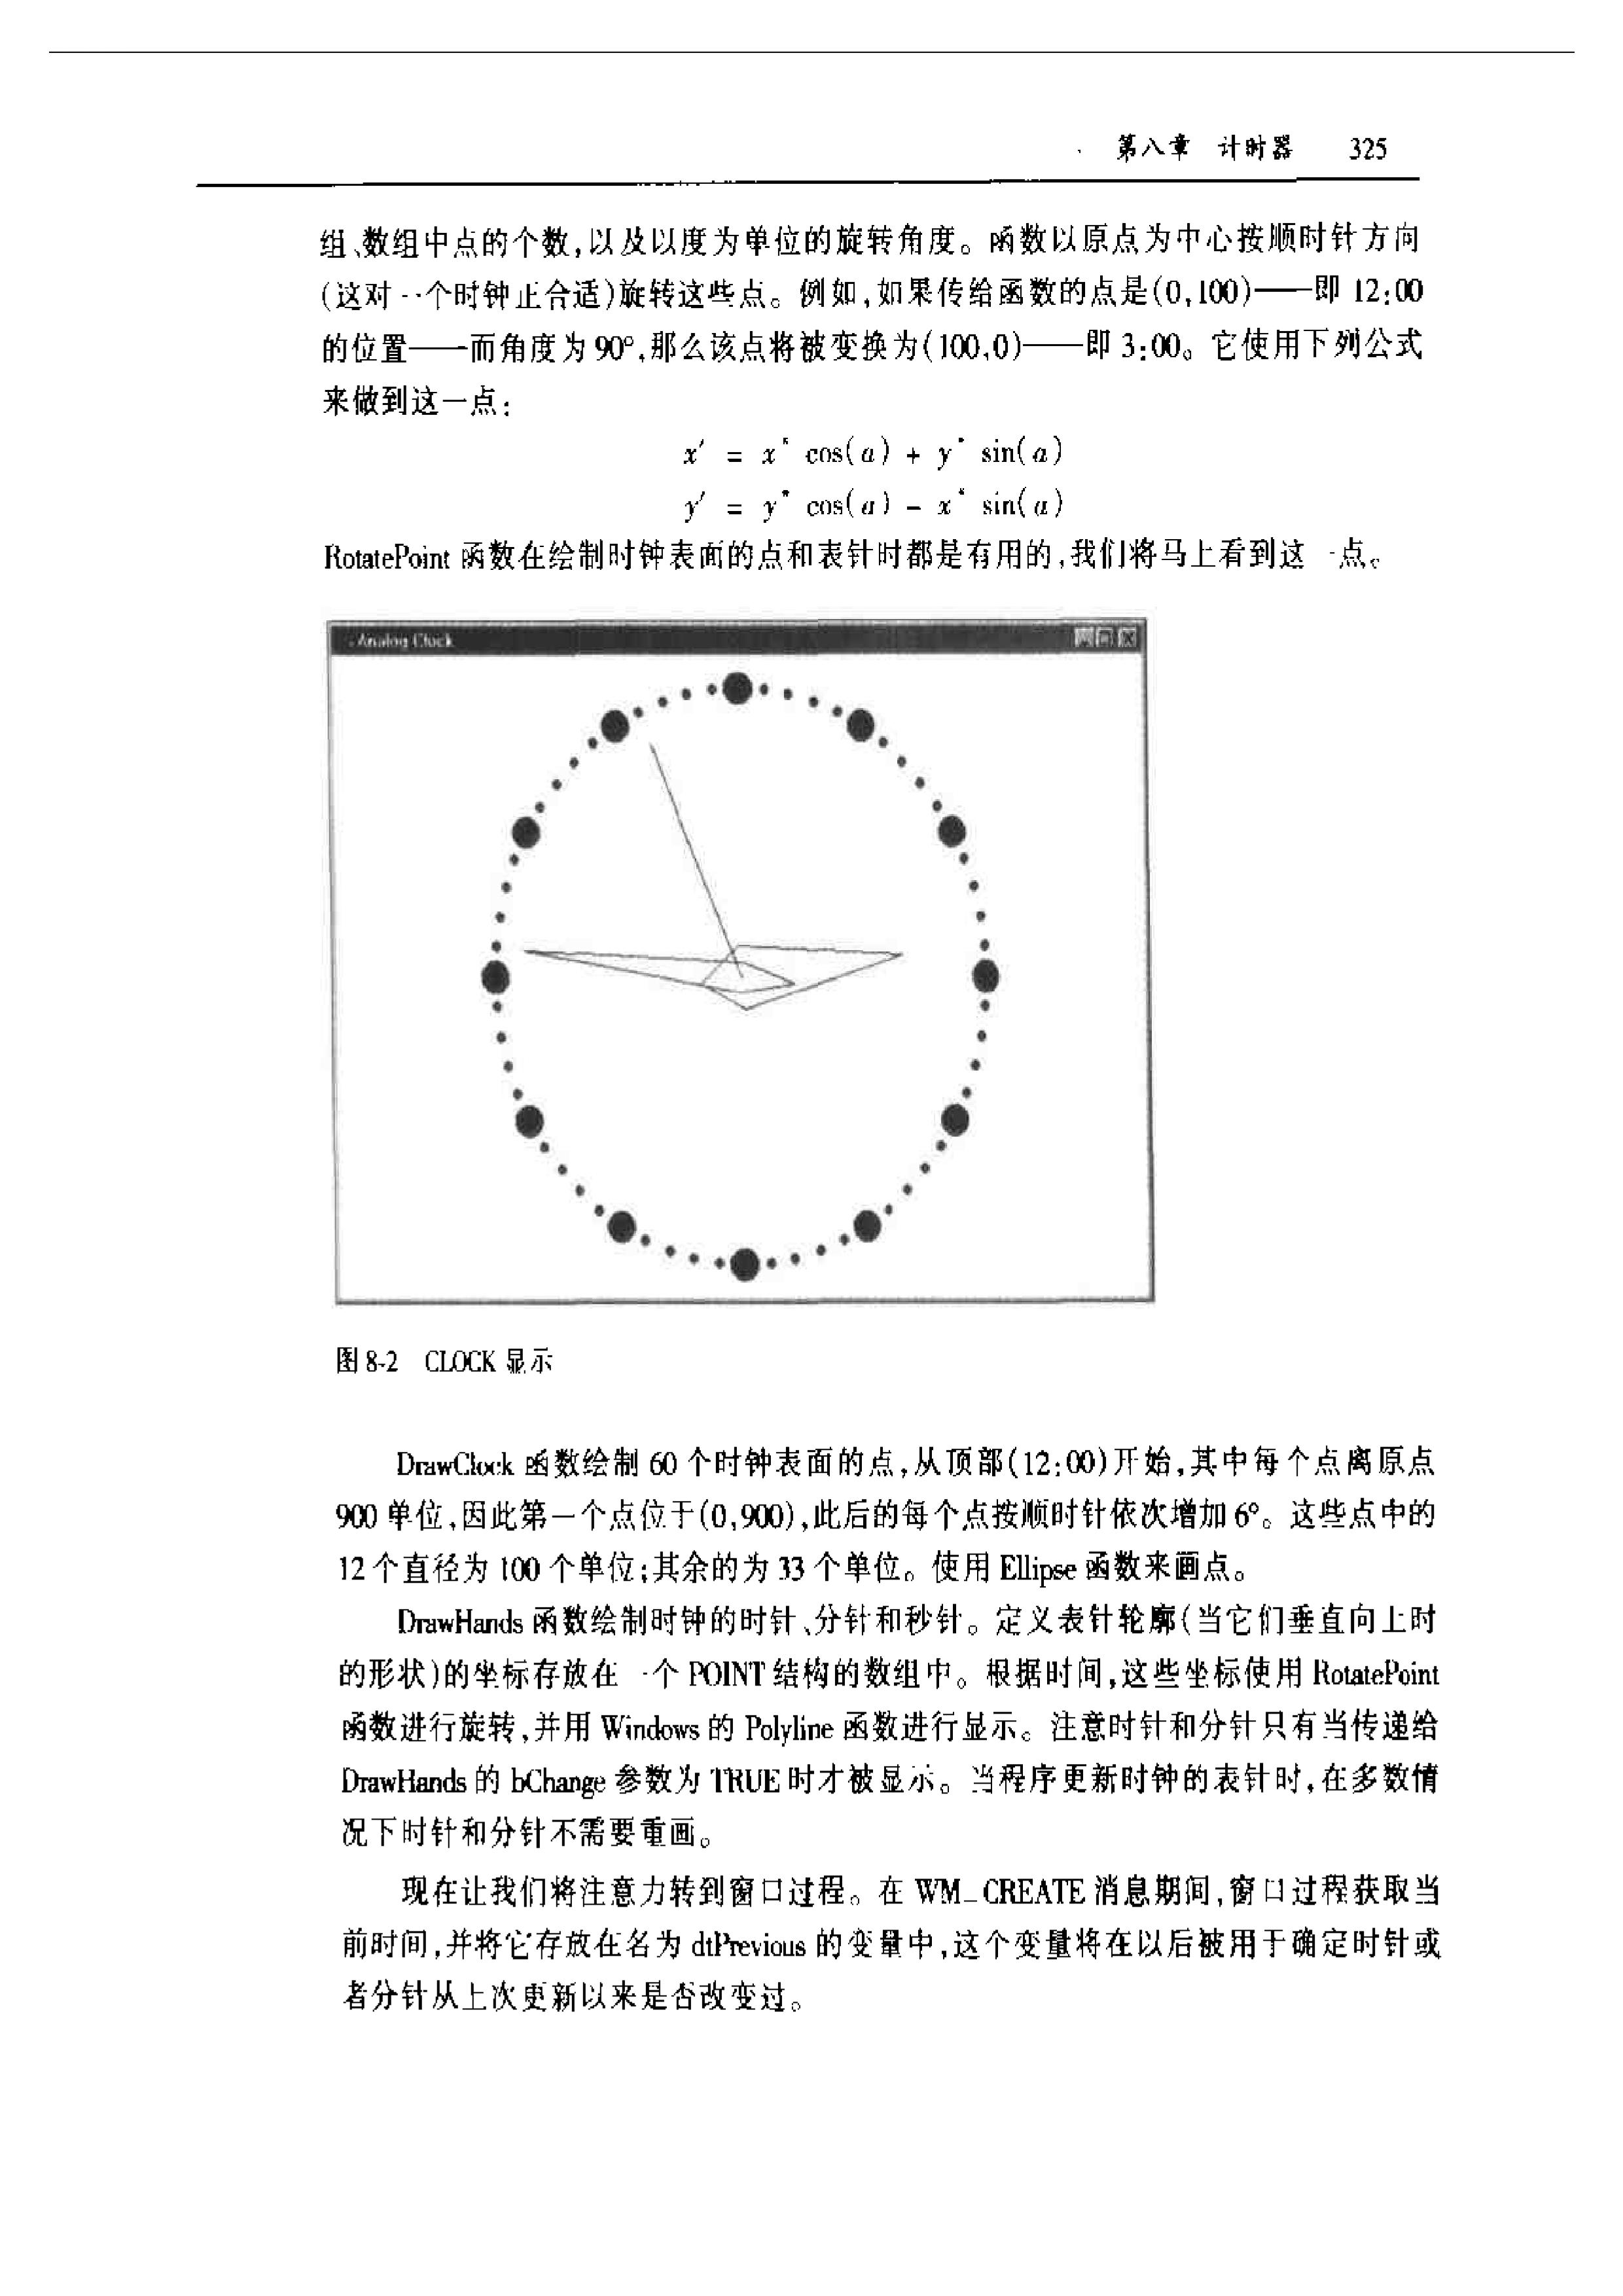 第八章 计时器 325
组、数组中点的个数,以及以度为单位的旋转角度。函数以原点为中心按顺时针方向
(这对一个时钟正合适)旋转这些点。例如,如果传给函数的点是(0,100)——即 12:00
的位置——而角度为 90°,那么该点将被变换为(100,0)——即 3:00。它使用下列公式
来做到这一点:
x′ = x* cos(a) + y* sin(a)
y′ = y* cos(a) - x* sin(a)
RotatePoint 函数在绘制时钟表面的点和表针时都是有用的,我们将马上看到这一点。
Analog Clock
图 8-2 CLOCK 显示
DrawClock 函数绘制 60 个时钟表面的点,从顶部(12:00)开始,其中每个点离原点
900 单位,因此第一个点位于(0,900),此后的每个点按顺时针依次增加 6°。这些点中的
12 个直径为 100 个单位;其余的为 33 个单位。使用 Ellipse 函数来画点。
DrawHands 函数绘制时钟的时针、分针和秒针。定义表针轮廓(当它们垂直向上时
的形状)的坐标存放在一个 POINT 结构的数组中。根据时间,这些坐标使用 RotatePoint
函数进行旋转,并用 Windows 的 Polyline 函数进行显示。注意时针和分针只有当传递给
DrawHands 的 bChange 参数为 TRUE 时才被显示。当程序更新时钟的表针时,在多数情
况下时针和分针不需要重画。
现在让我们将注意力转到窗口过程。在 WM_CREATE 消息期间,窗口过程获取当
前时间,并将它存放在名为 dtPrevious 的变量中,这个变量将在以后被用于确定时针或
者分针从上次更新以来是否改变过。